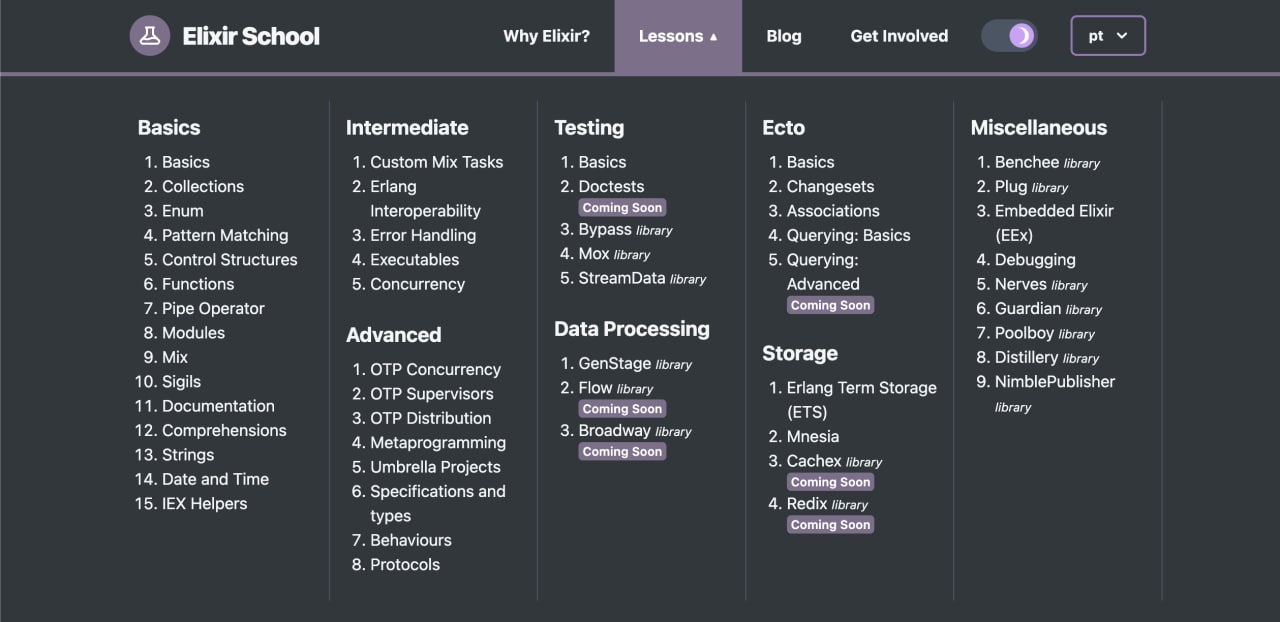 Elixir School
Why Elixir?
Lessons ▲
Blog
Get Involved
pt
Basics
1. Basics
2. Collections
3. Enum
4. Pattern Matching
5. Control Structures
6. Functions
7. Pipe Operator
8. Modules
9. Mix
10. Sigils
11. Documentation
12. Comprehensions
13. Strings
14. Date and Time
15. IEX Helpers
Intermediate
1. Custom Mix Tasks
2. Erlang
Interoperability
3. Error Handling
4. Executables
5. Concurrency
Advanced
1. OTP Concurrency
2. OTP Supervisors
3. OTP Distribution
4. Metaprogramming
5. Umbrella Projects
6. Specifications and
types
7. Behaviours
8. Protocols
Testing
1. Basics
2. Doctests
Coming Soon
3. Bypass library
4. Mox library
5. StreamData library
Data Processing
1. GenStage library
2. Flow library
Coming Soon
3. Broadway library
Coming Soon
Ecto
1. Basics
2. Changesets
3. Associations
4. Querying: Basics
5. Querying:
Advanced
Coming Soon
Storage
1. Erlang Term Storage
(ETS)
2. Mnesia
3. Cachex library
Coming Soon
4. Redix library
Coming Soon
Miscellaneous
1. Benchee library
2. Plug library
3. Embedded Elixir
(EEx)
4. Debugging
5. Nerves library
6. Guardian library
7. Poolboy library
8. Distillery library
9. NimblePublisher
library